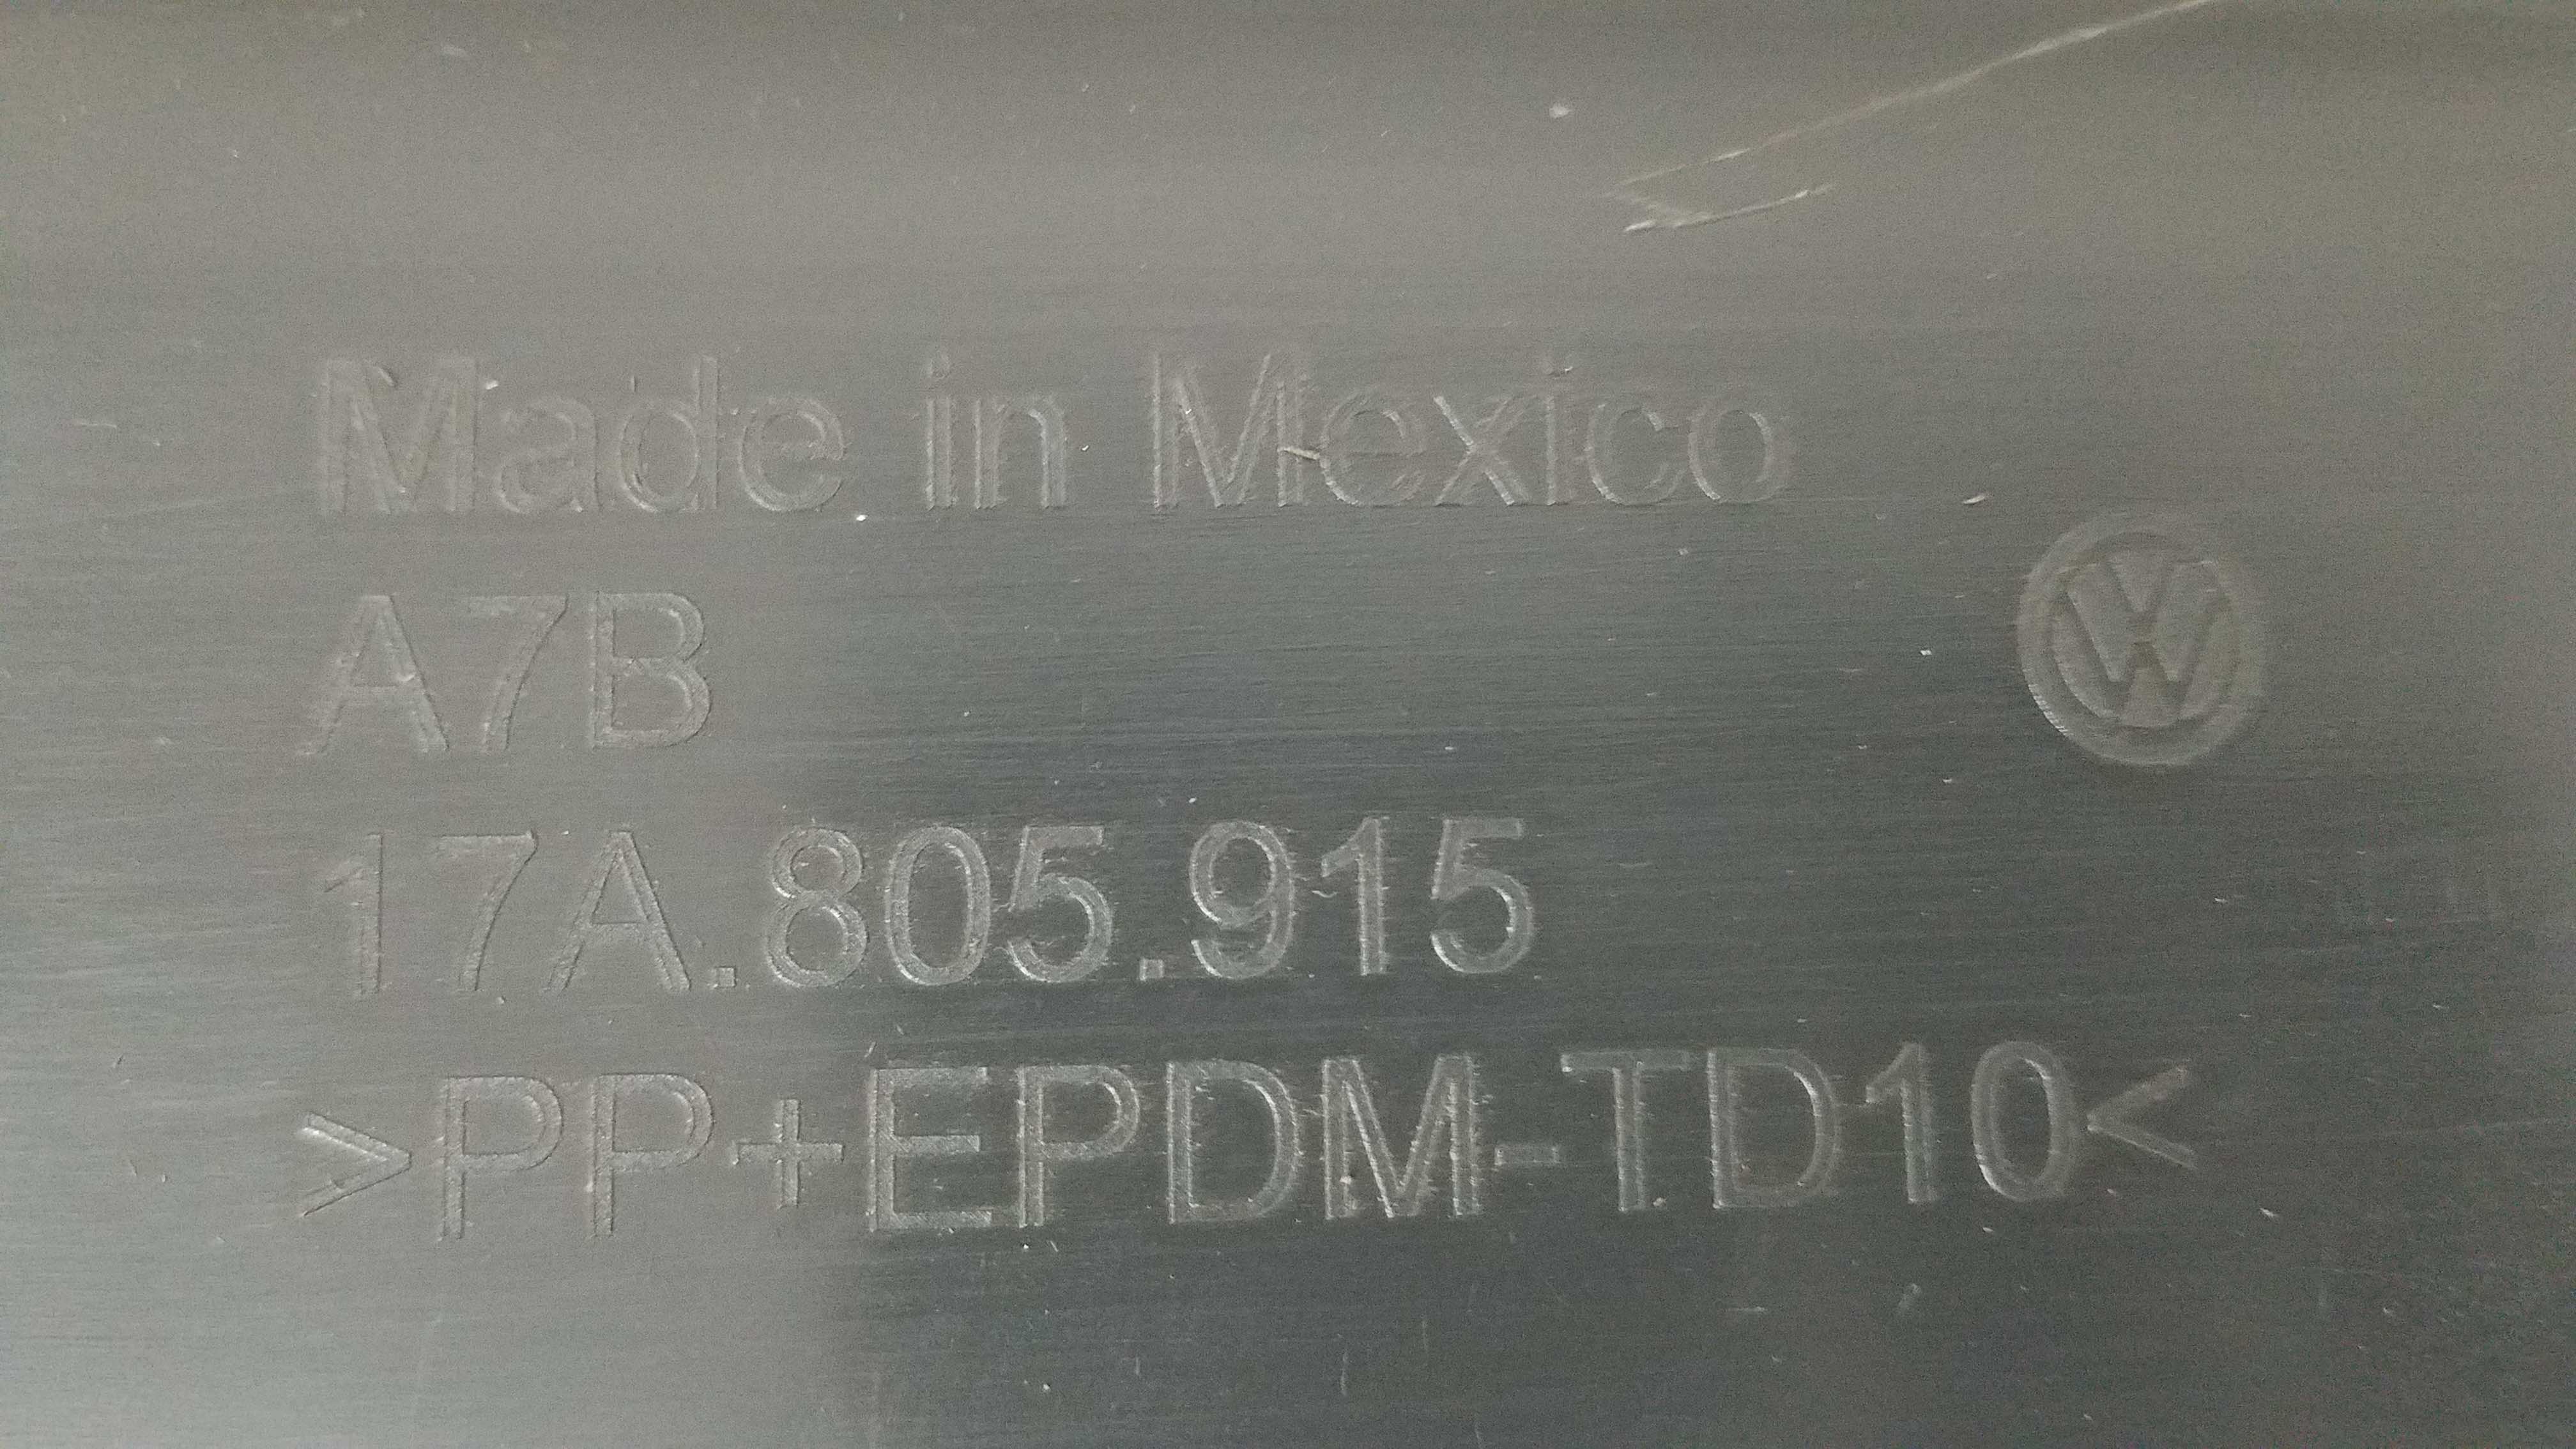 Made in Mexico
A7B
17A.805.915
>PP+EPDM-TD10<